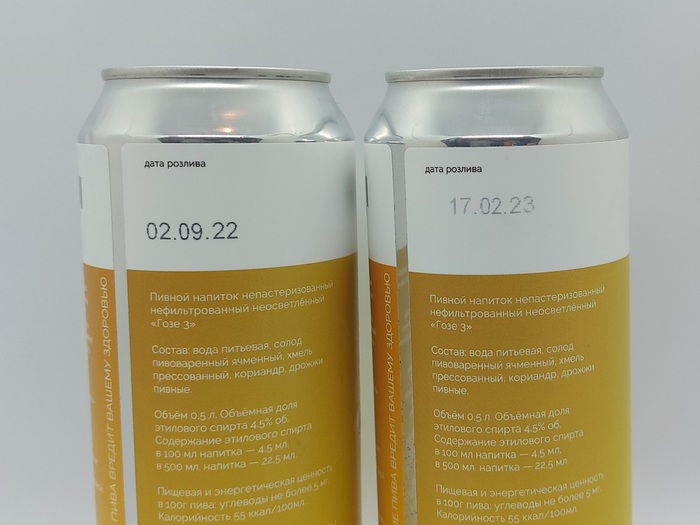 дата розлива
02.09.22
Пивной напиток непастеризованный
нефильтрованный неосветлённый
«Гозе 3»
Состав: вода питьевая, солод
пивоваренный ячменный, хмель
прессованный, кориандр, дрожжи
пивные.
Объём 0,5 л. Объёмная доля
этилового спирта 4,5% об.
Содержание этилового спирта
в 100 мл напитка — 4,5 мл.
в 500 мл. напитка — 22,5 мл.
Пищевая и энергетическая ценность
в 100г пива: углеводы не более 5 мг.
Калорийность 55 ккал/100мл
ПИВА ВРЕДИТ ВАШЕМУ ЗДОРОВЬЮ
дата розлива
17.02.23
Пивной напиток непастеризованный
нефильтрованный неосветлённый
«Гозе 3»
Состав: вода питьевая, солод
пивоваренный ячменный, хмель
прессованный, кориандр, дрожжи
пивные.
Объём 0,5 л. Объёмная доля
этилового спирта 4,5% об.
Содержание этилового спирта
в 100 мл напитка — 4,5 мл.
в 500 мл. напитка — 22,5 мл.
Пищевая и энергетическая ценность
в 100г пива: углеводы не более 5 мг.
Калорийность 55 ккал/100мл
ПИВА ВРЕДИТ ВАШЕМУ ЗДОРОВЬЮ